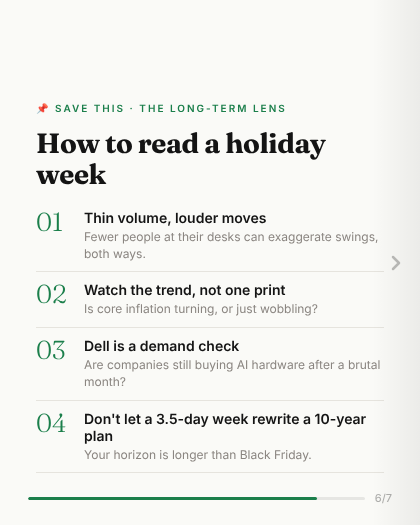 📌 SAVE THIS · THE LONG-TERM LENS
How to read a holiday
week
01
Thin volume, louder moves
Fewer people at their desks can exaggerate swings,
both ways.
02
Watch the trend, not one print
Is core inflation turning, or just wobbling?
03
Dell is a demand check
Are companies still buying AI hardware after a brutal
month?
04
Don't let a 3.5-day week rewrite a 10-year
plan
Your horizon is longer than Black Friday.
6/7